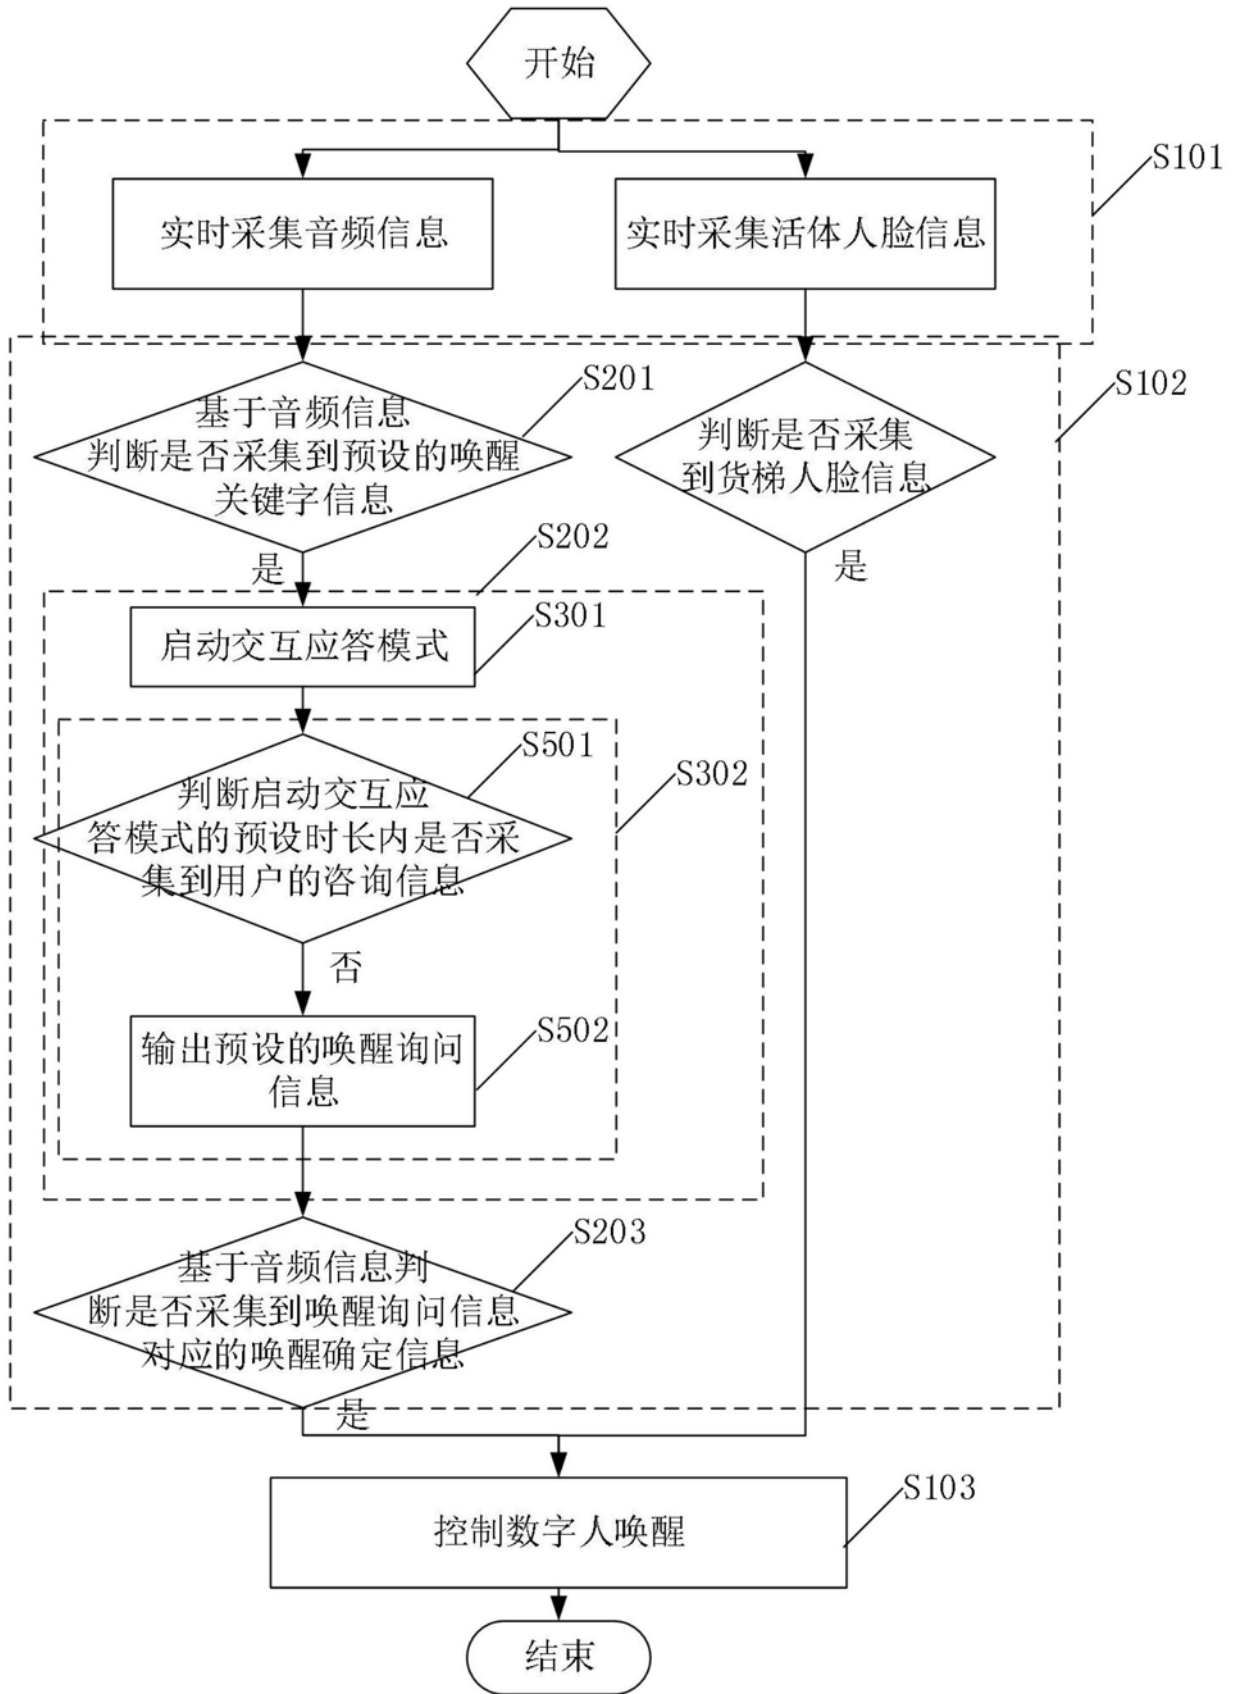 开始
S101
实时采集音频信息
实时采集活体人脸信息
S201
S102
基于音频信息
判断是否采集到预设的唤醒
关键字信息
判断是否采集
到货梯人脸信息
是
是
S202
S301
启动交互应答模式
S501
S302
判断启动交互应
答模式的预设时长内是否采
集到用户的咨询信息
否
S502
输出预设的唤醒询问
信息
S203
基于音频信息判
断是否采集到唤醒询问信息
对应的唤醒确定信息
是
S103
控制数字人唤醒
结束